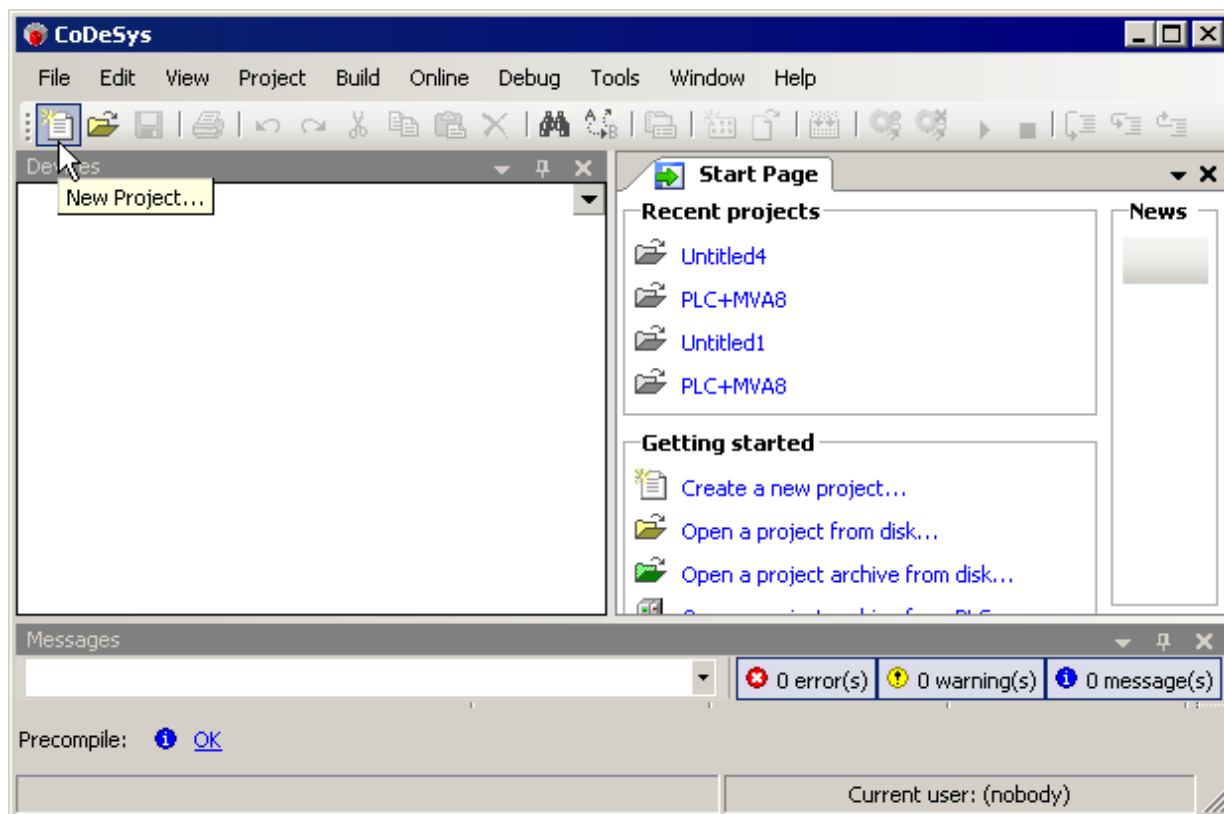 CoDeSys
File Edit View Project Build Online Debug Tools Window Help
Devices
New Project...
Start Page
Recent projects
Untitled4
PLC+MVA8
Untitled1
PLC+MVA8
News
Getting started
Create a new project...
Open a project from disk...
Open a project archive from disk...
Messages
0 error(s) 0 warning(s) 0 message(s)
Precompile: OK
Current user: (nobody)